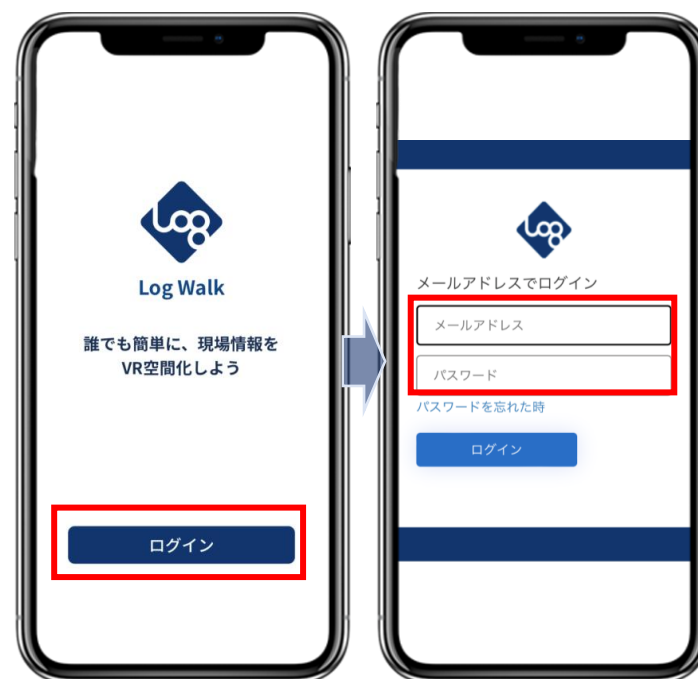 Log
Log Walk
誰でも簡単に、現場情報を
VR空間化しよう
ログイン
Log
メールアドレスでログイン
メールアドレス
パスワード
パスワードを忘れた時
ログイン